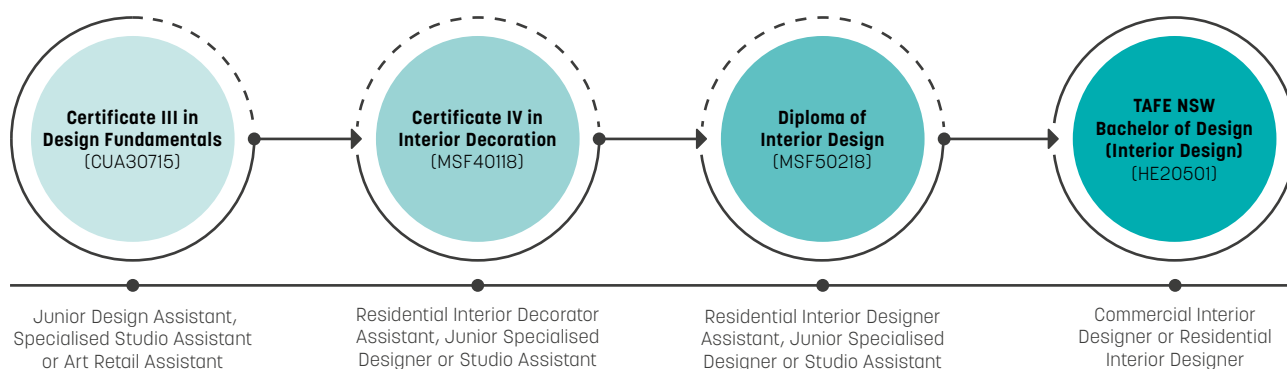 Certificate III in
Design Fundamentals
(CUA30715)
Certificate IV in
Interior Decoration
(MSF40118)
Diploma of
Interior Design
(MSF50218)
TAFE NSW
Bachelor of Design
(Interior Design)
(HE20501)
Junior Design Assistant,
Specialised Studio Assistant
or Art Retail Assistant
Residential Interior Decorator
Assistant, Junior Specialised
Designer or Studio Assistant
Residential Interior Designer
Assistant, Junior Specialised
Designer or Studio Assistant
Commercial Interior
Designer or Residential
Interior Designer